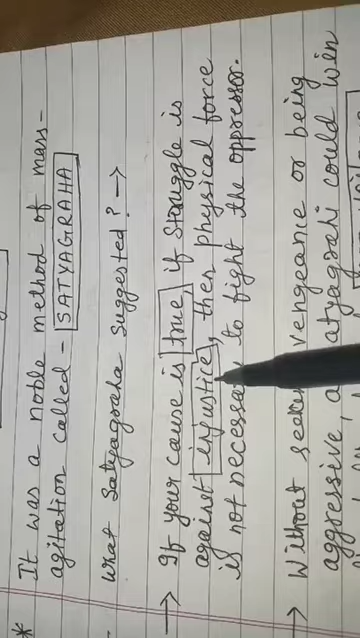 * It was a noble method of mass-
agitation called - SATYAGRAHA
- What Satyagraha suggested? →
→ If your cause is true, if struggle is
against injustice, then physical force
is not necessary to fight the oppressor.
→ Without vengeance or being
aggressive, a atyagrahi could win